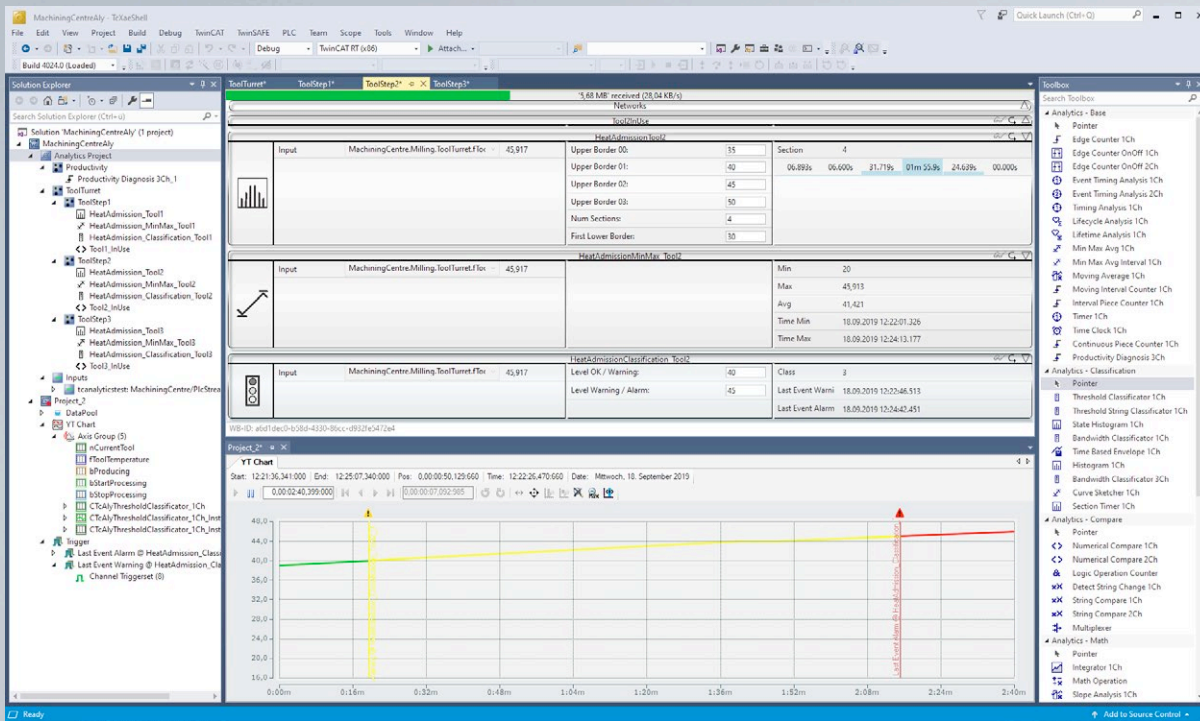 MachiningCentreAly - TcXaeShell
Quick Launch (Ctrl+Q)
File Edit View Project Build Debug TwinCAT TwinSAFE PLC Team Scope Tools Window Help
Debug TwinCAT RT (x86) Attach...
Build 4024.0 (Loaded)
Solution Explorer
Search Solution Explorer (Ctrl+ü)
Solution 'MachiningCentreAly' (1 project)
MachiningCentreAly
Analytics Project
Productivity
Productivity Diagnosis 3Ch_1
ToolTurret
ToolStep1
HeatAdmission_Tool1
HeatAdmission_MinMax_Tool1
HeatAdmission_Classification_Tool1
Tool1_InUse
ToolStep2
HeatAdmission_Tool2
HeatAdmission_MinMax_Tool2
HeatAdmission_Classification_Tool2
Tool2_InUse
ToolStep3
HeatAdmission_Tool3
HeatAdmission_MinMax_Tool3
HeatAdmission_Classification_Tool3
Tool3_InUse
Inputs
tcanalyticstest: MachiningCentre/PlcStrea
Project_2
DataPool
YT Chart
Axis Group (5)
nCurrentTool
fToolTemperature
bProducing
bStartProcessing
bStopProcessing
CTcAlyThresholdClassificator_1Ch
CTcAlyThresholdClassificator_1Ch_Inst
CTcAlyThresholdClassificator_1Ch_Inst
Trigger
Last Event Alarm @ HeatAdmission_Classi
Last Event Warning @ HeatAdmission_Cla
Channel Triggerset (8)
ToolTurret* ToolStep1* ToolStep2* ToolStep3*
'5,68 MB' received (28,04 KB/s)
Networks
Tool2InUse
HeatAdmissionTool2
Input MachiningCentre.Milling.ToolTurret.fToc 45,917
Upper Border 00: 35
Upper Border 01: 40
Upper Border 02: 45
Upper Border 03: 50
Num Sections: 4
First Lower Border: 30
Section 4
06.893s 06.600s 31.719s 01m 55.9s 24.639s 00.000s
HeatAdmissionMinMax_Tool2
Input MachiningCentre.Milling.ToolTurret.fToc 45,917
Min 20
Max 45,913
Avg 41,421
Time Min 18.09.2019 12:22:01.326
Time Max 18.09.2019 12:24:13.177
HeatAdmissionClassification_Tool2
Input MachiningCentre.Milling.ToolTurret.fToc 45,917
Level OK / Warning: 40
Level Warning / Alarm: 45
Class 3
Last Event Warni 18.09.2019 12:22:46.513
Last Event Alarm 18.09.2019 12:24:42.451
Project_2*
YT Chart
Start: 12:21:36,341:000 End: 12:25:07,340:000 Pos: 0,00:00:50,129:660 Time: 12:22:26,470:660 Date: Mittwoch, 18. September 2019
0,00:02:40,399:000 0,00:00:07,092:905
48,0
44,0
40,0
36,0
32,0
28,0
24,0
20,0
16,0
0:00m 0:16m 0:32m 0:48m 1:04m 1:20m 1:36m 1:52m 2:08m 2:24m 2:40m
Toolbox
Search Toolbox
Analytics - Base
Pointer
Edge Counter 1Ch
Edge Counter OnOff 1Ch
Edge Counter OnOff 2Ch
Event Timing Analysis 1Ch
Event Timing Analysis 2Ch
Timing Analysis 1Ch
Lifecycle Analysis 1Ch
Lifetime Analysis 1Ch
Min Max Avg 1Ch
Min Max Avg Interval 1Ch
Moving Average 1Ch
Moving Interval Counter 1Ch
Interval Piece Counter 1Ch
Timer 1Ch
Time Clock 1Ch
Continuous Piece Counter 1Ch
Productivity Diagnosis 3Ch
Analytics - Classification
Pointer
Threshold Classificator 1Ch
Threshold String Classificator 1Ch
State Histogram 1Ch
Bandwidth Classificator 1Ch
Time Based Envelope 1Ch
Histogram 1Ch
Bandwidth Classificator 3Ch
Curve Sketcher 1Ch
Section Timer 1Ch
Analytics - Compare
Pointer
Numerical Compare 1Ch
Numerical Compare 2Ch
Logic Operation Counter
Detect String Change 1Ch
String Compare 1Ch
String Compare 2Ch
Multiplexer
Analytics - Math
Pointer
Integrator 1Ch
Math Operation
Slope Analysis 1Ch
Ready
Add to Source Control